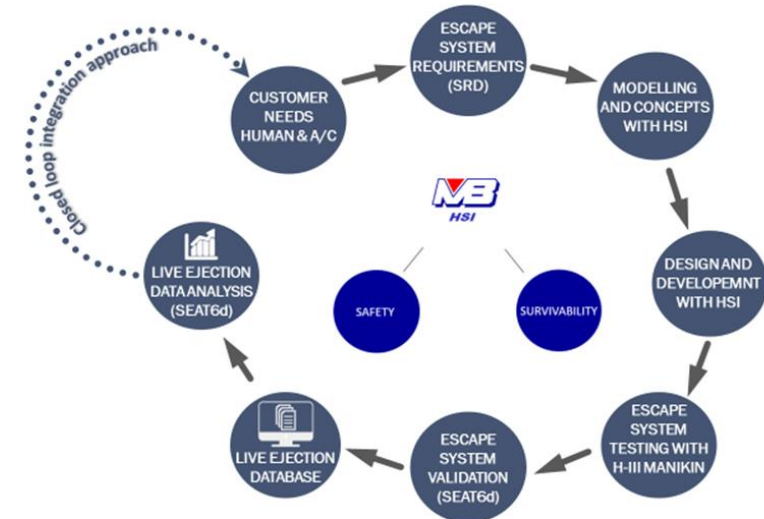 Closed loop integration approach
CUSTOMER
NEEDS
HUMAN & A/C
ESCAPE
SYSTEM
REQUIREMENTS
(SRD)
MODELLING
AND CONCEPTS
WITH HSI
DESIGN AND
DEVELOPEMNT
WITH HSI
ESCAPE
SYSTEM
TESTING WITH
H-III MANIKIN
ESCAPE
SYSTEM
VALIDATION
(SEAT6d)
LIVE EJECTION
DATABASE
LIVE EJECTION
DATA ANALYSIS
(SEAT6d)
MB
HSI
SAFETY
SURVIVABILITY